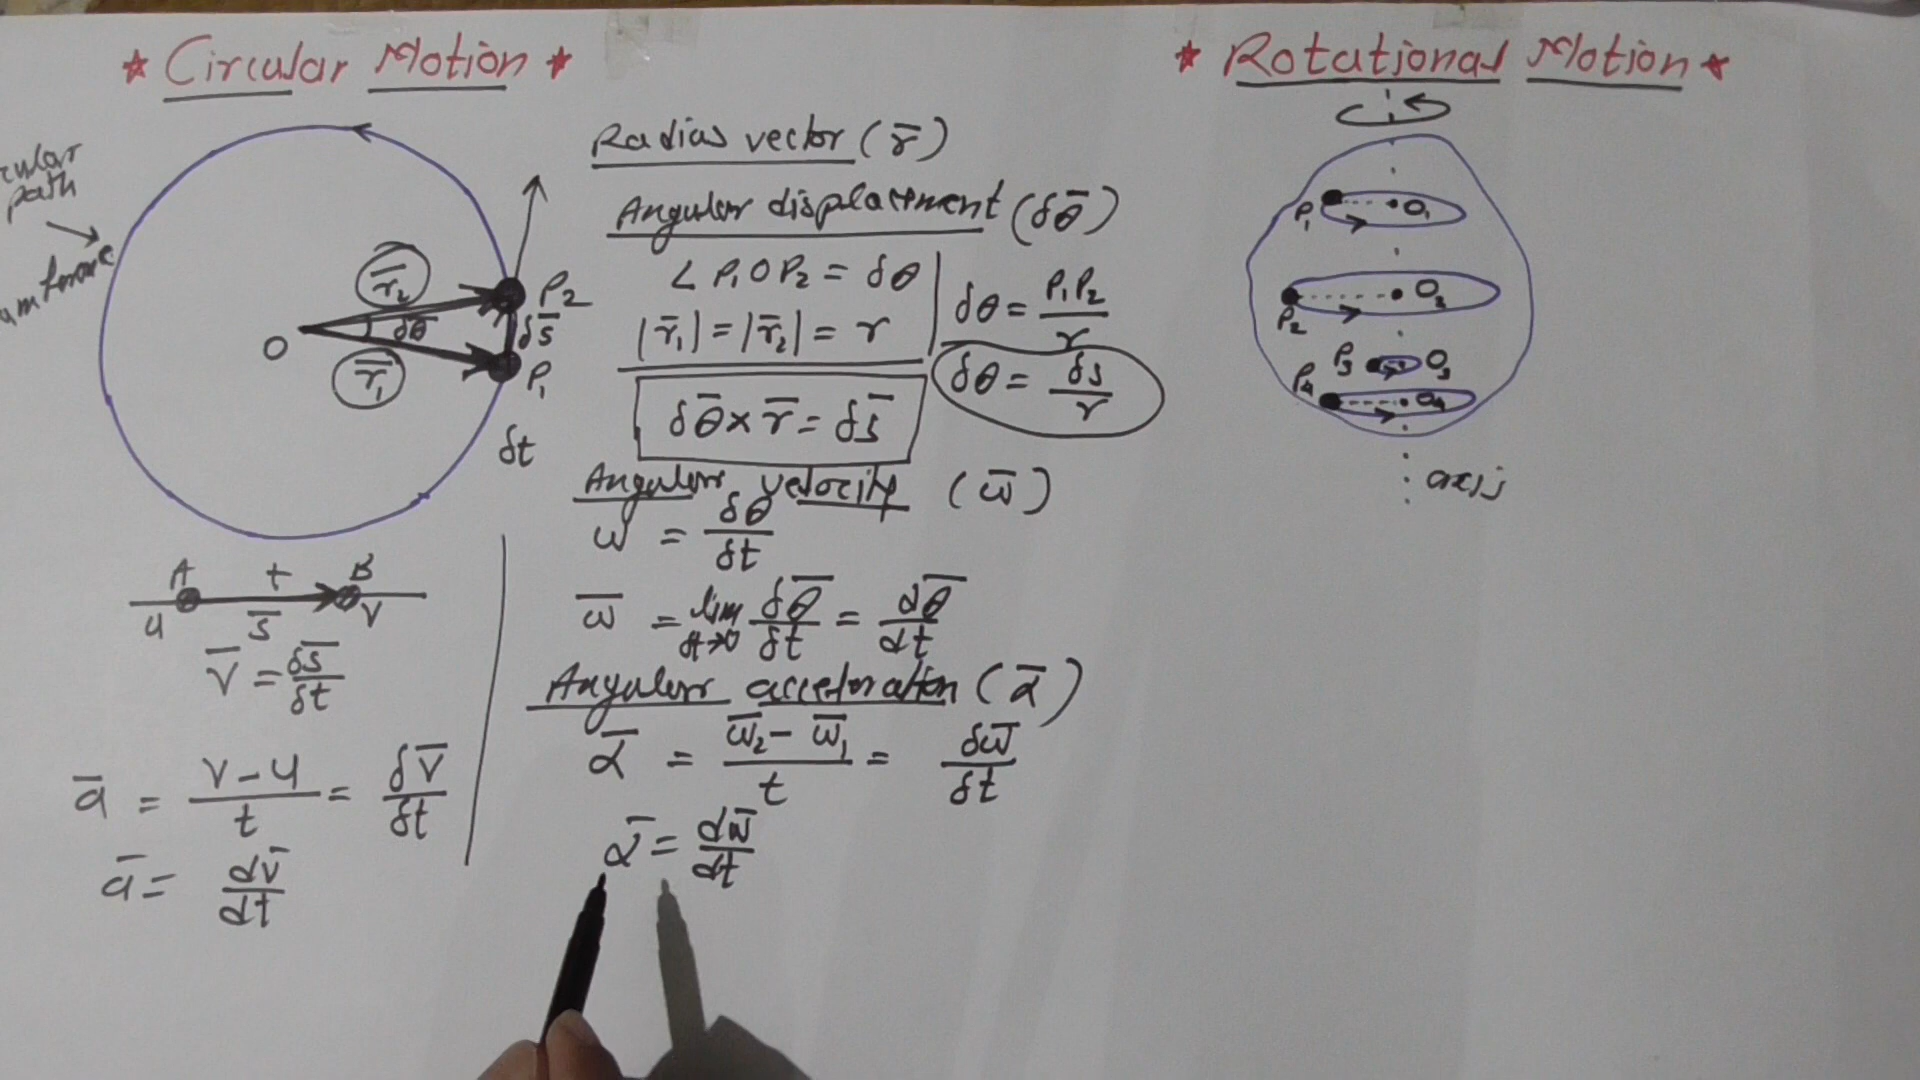 * Circular Motion *
cular
path
O
r̄₂
δθ̄
r̄₁
P₂
δs̄
P₁
δt
Radius vector (r̄)
Angular displacement (δθ̄)
∠ P₁OP₂ = δθ
|r̄₁| = |r̄₂| = r
δθ = P₁P₂/r
δθ = δs/r
δθ̄ × r̄ = δs̄
Angular velocity (ω̄)
ω = δθ/δt
ω̄ = lim δt→0 δθ̄/δt = dθ̄/dt
Angular acceleration (ᾱ)
ᾱ = ω̄₂ - ω̄₁/t = δω̄/δt
ᾱ = dω̄/dt
A t B
u s̄ v
v̄ = δs̄/δt
ā = v - u/t = δv̄/δt
ā = dv̄/dt
* Rotational Motion *
P₁ O₁
P₂ O₂
P₃ O₃
P₄ O₄
axis